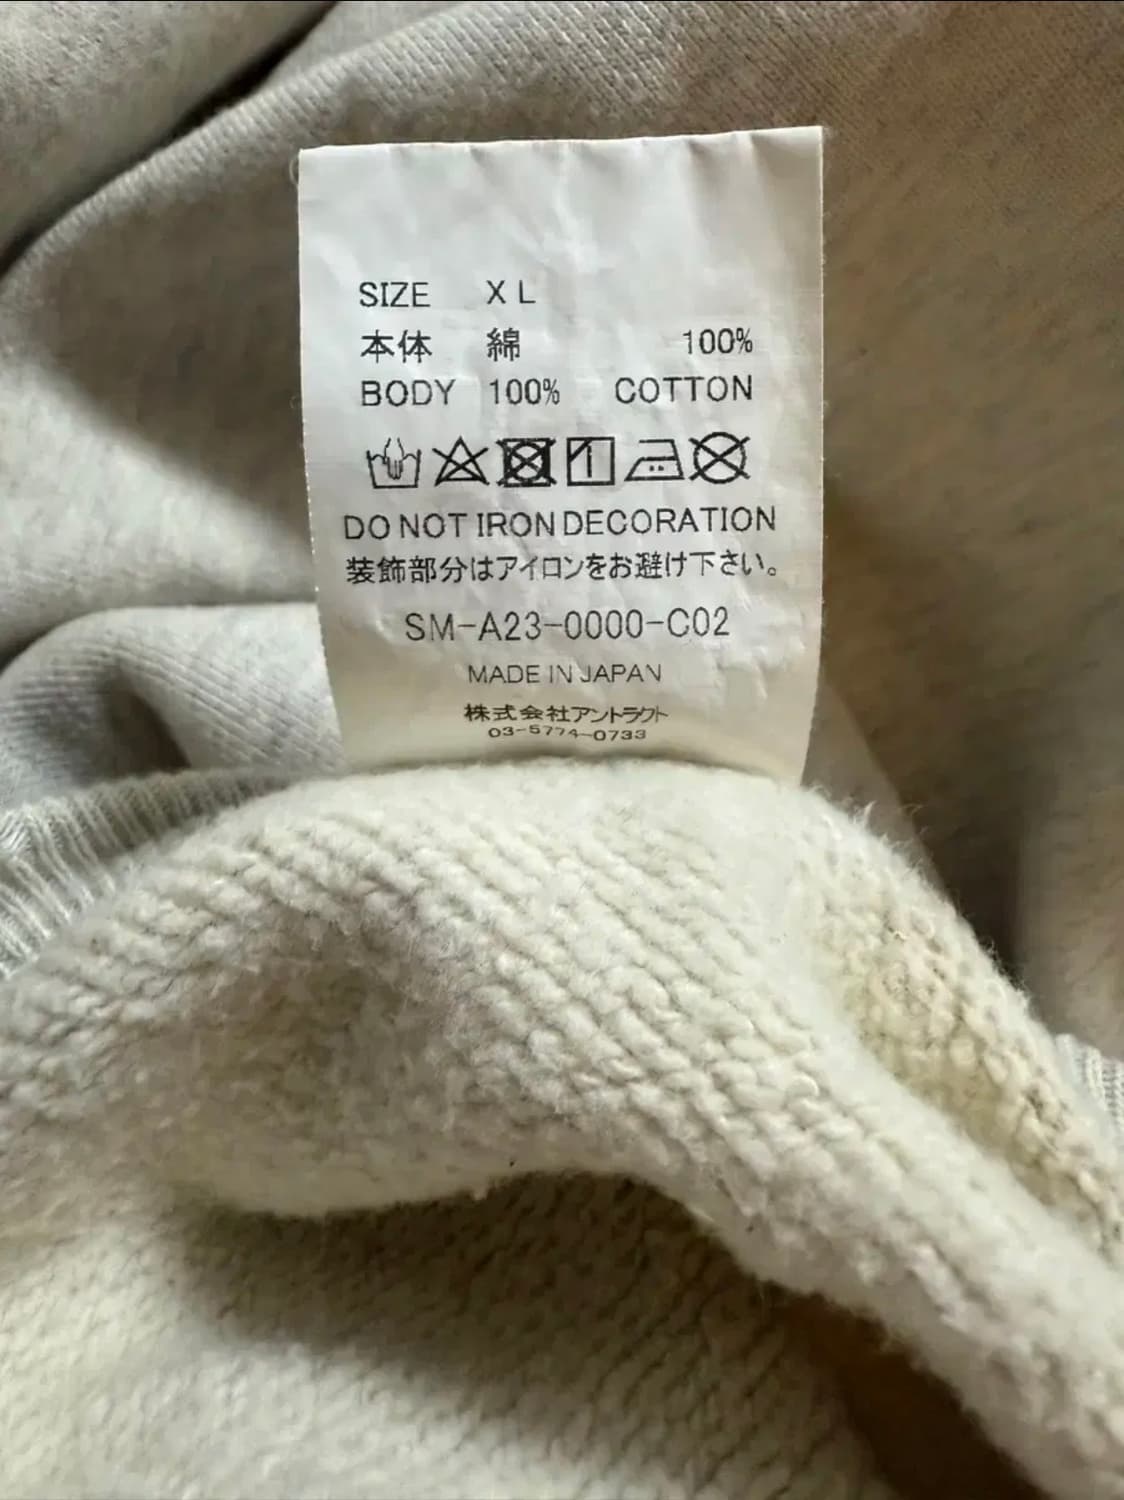 SIZE XL
本体 綿 100%
BODY 100% COTTON
DO NOT IRON DECORATION
装飾部分はアイロンをお避け下さい。
SM-A23-0000-C02
MADE IN JAPAN
株式会社アントラクト
03-5774-0733